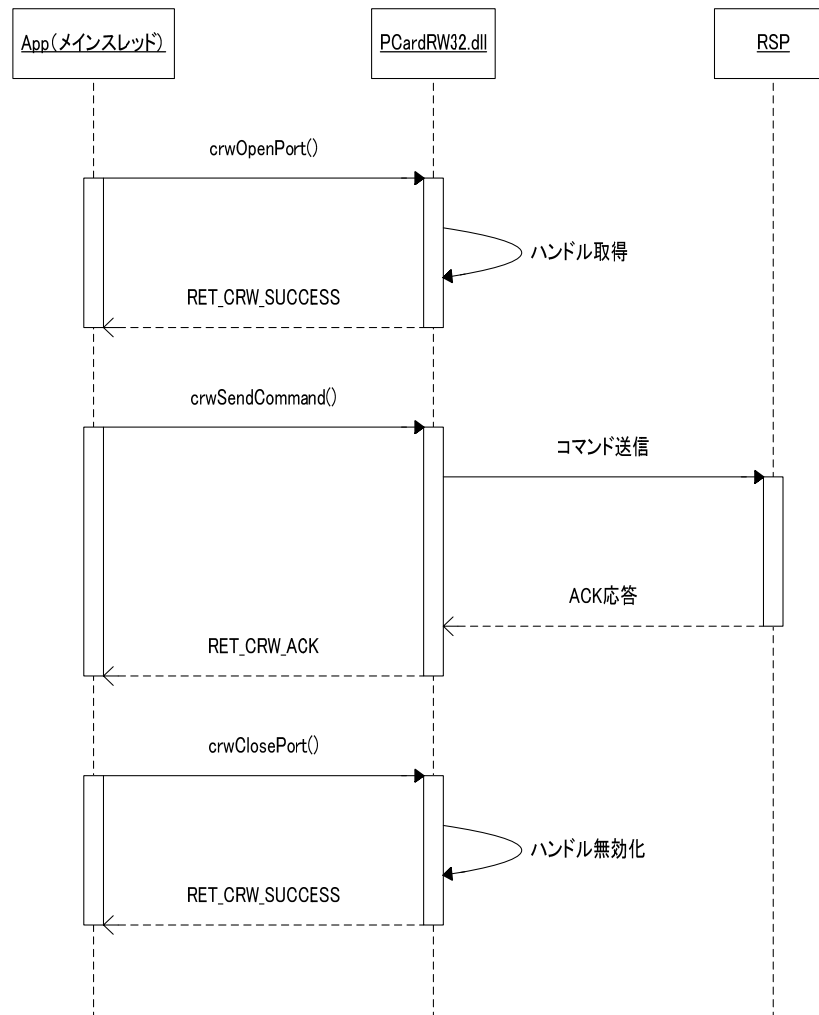 App(メインスレッド)
PCardRW32.dll
RSP
crwOpenPort()
ハンドル取得
RET_CRW_SUCCESS
crwSendCommand()
コマンド送信
ACK応答
RET_CRW_ACK
crwClosePort()
ハンドル無効化
RET_CRW_SUCCESS